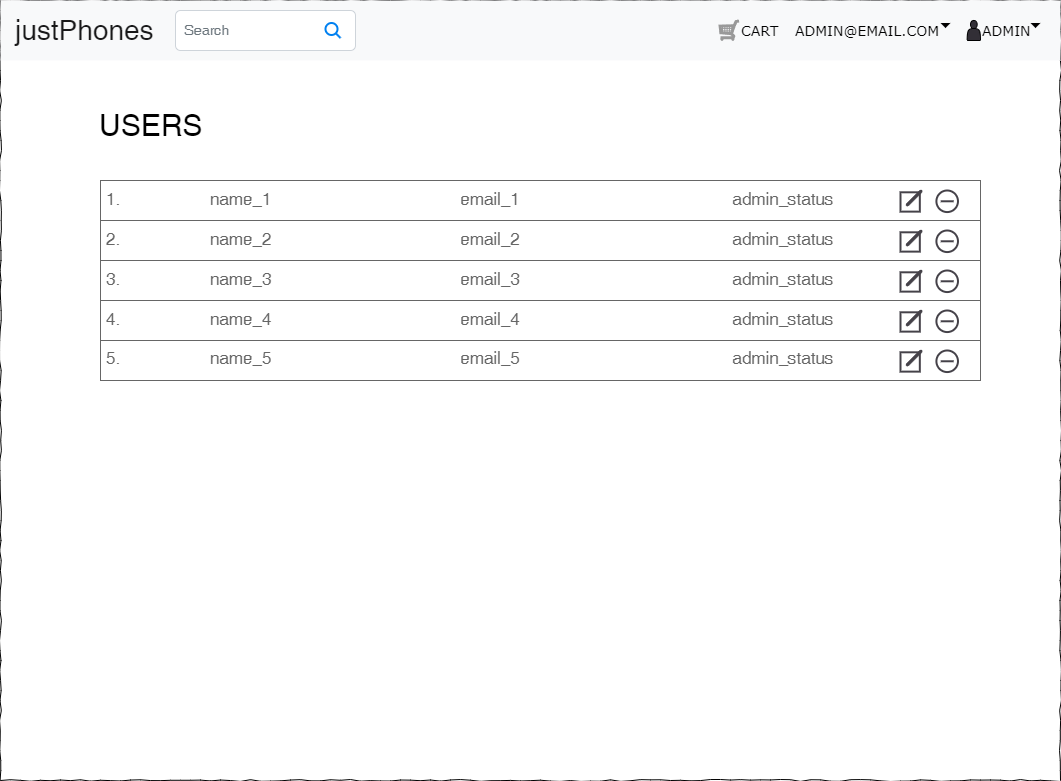 justPhones Search CART ADMIN@EMAIL.COM ADMIN
USERS
1. name_1 email_1 admin_status
2. name_2 email_2 admin_status
3. name_3 email_3 admin_status
4. name_4 email_4 admin_status
5. name_5 email_5 admin_status